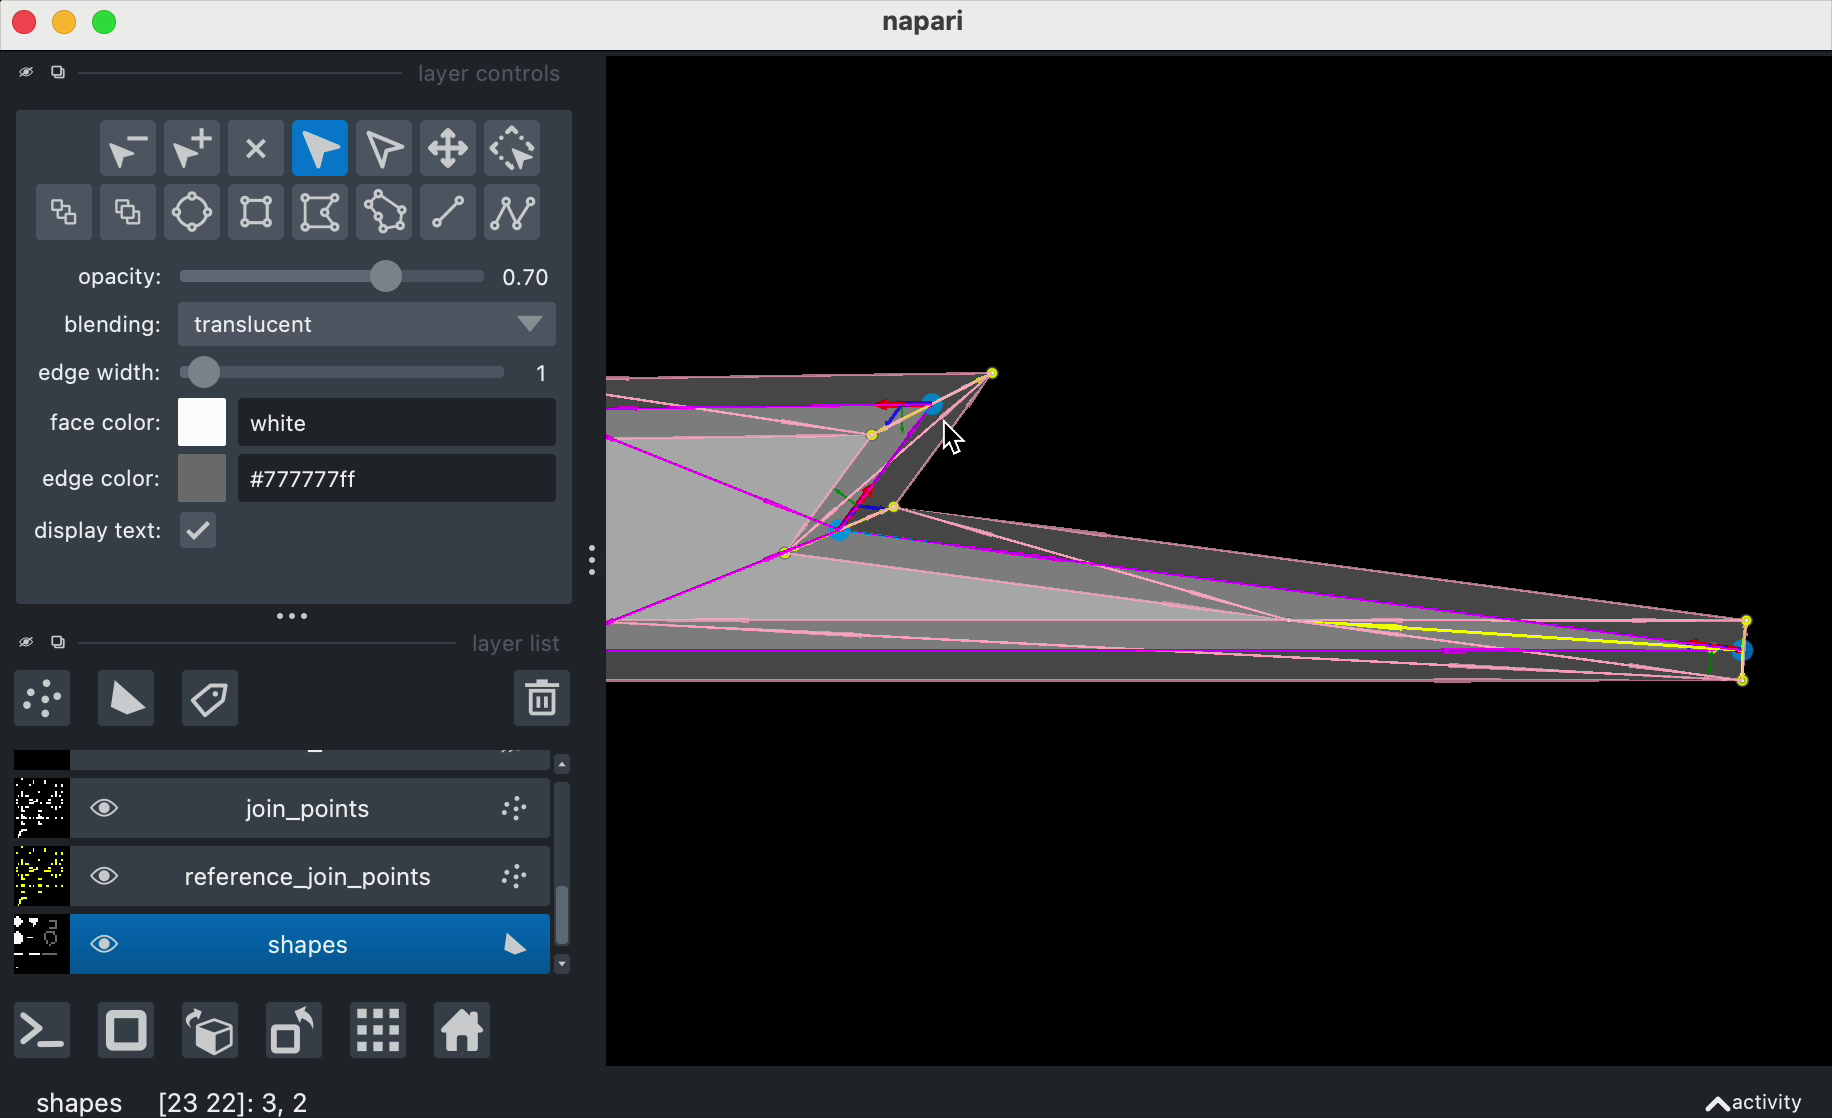 napari
layer controls
opacity: 0.70
blending: translucent
edge width: 1
face color: white
edge color: #777777ff
display text:
layer list
join_points
reference_join_points
shapes
shapes [23 22]: 3, 2
activity